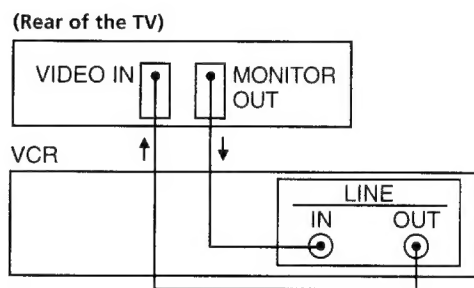 (Rear of the TV)
VIDEO IN
MONITOR OUT
VCR
LINE
IN OUT